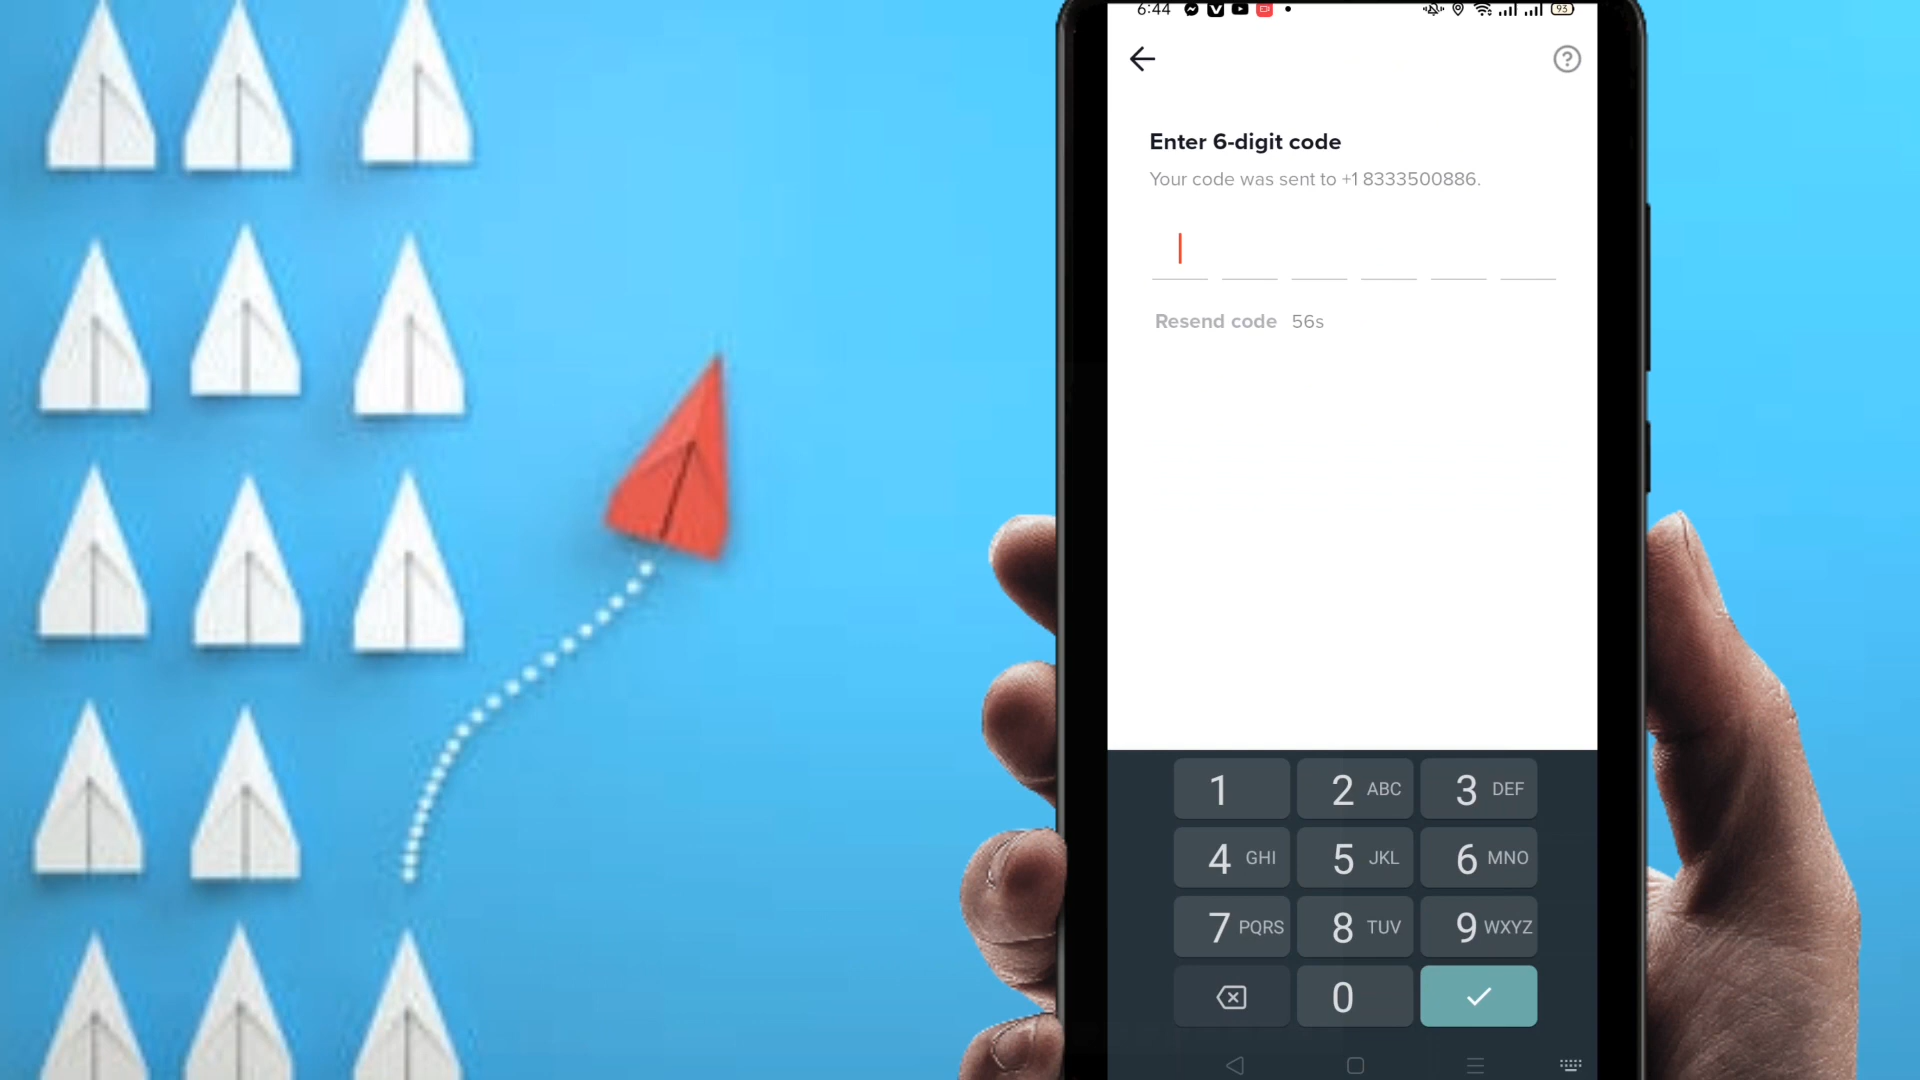 6:44
93
Enter 6-digit code
Your code was sent to +1 8333500886.
Resend code 56s
1
2 ABC
3 DEF
4 GHI
5 JKL
6 MNO
7 PQRS
8 TUV
9 WXYZ
0